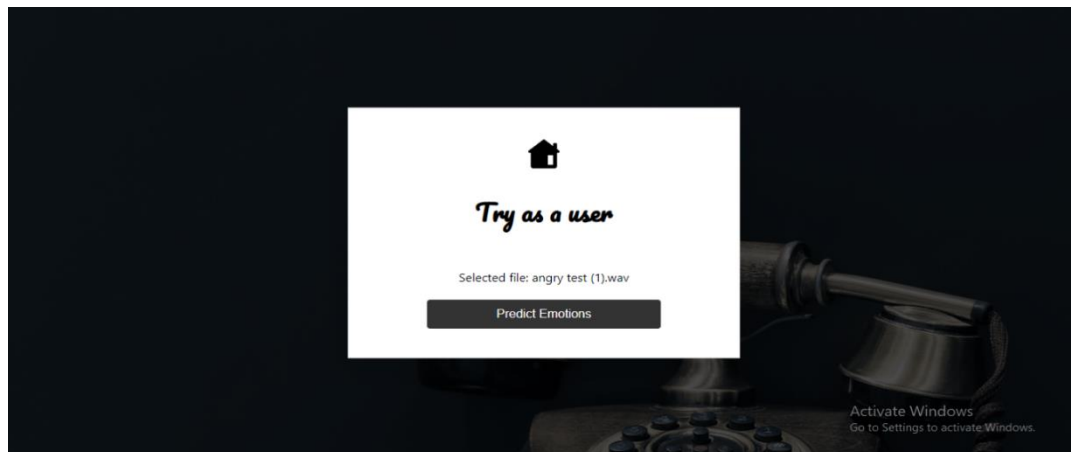 Try as a user
Selected file: angry test (1).wav
Predict Emotions
Activate Windows
Go to Settings to activate Windows.